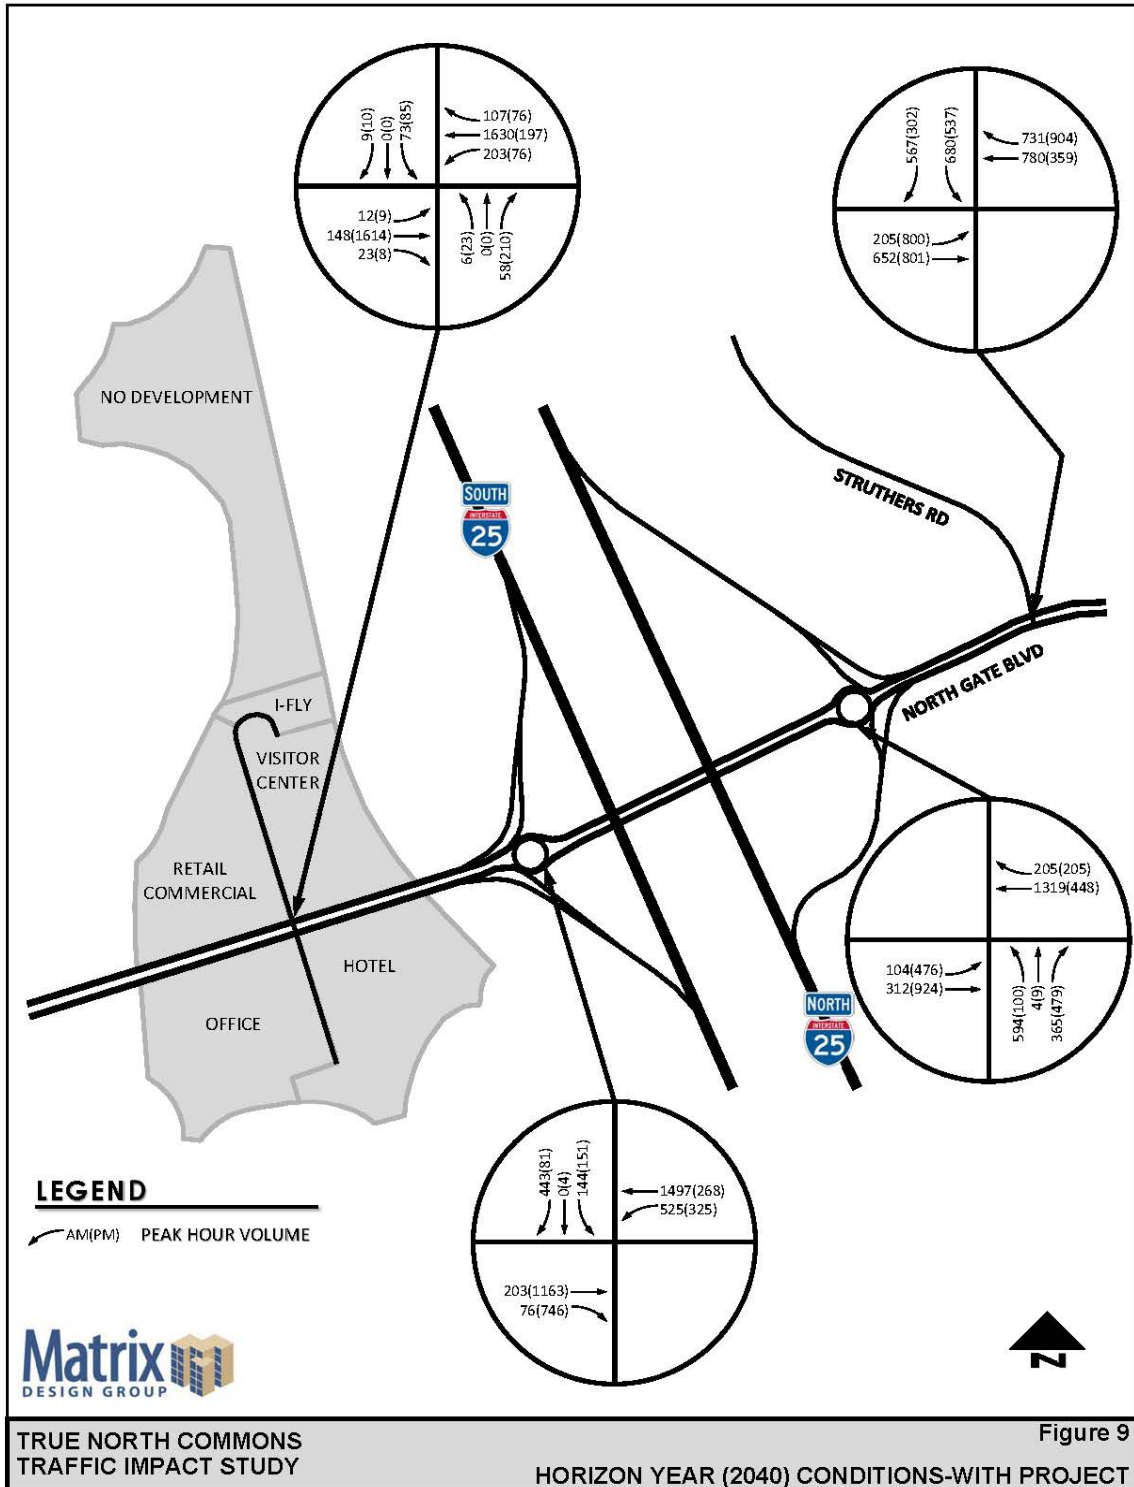 9(10)
0(0)
73(85)
107(76)
1630(197)
203(76)
12(9)
148(1614)
23(8)
6(23)
0(0)
58(210)
567(302)
680(537)
731(904)
780(359)
205(800)
652(801)
NO DEVELOPMENT
SOUTH
INTERSTATE
25
STRUTHERS RD
NORTH GATE BLVD
I-FLY
VISITOR
CENTER
RETAIL
COMMERCIAL
HOTEL
OFFICE
NORTH
INTERSTATE
25
205(205)
1319(448)
104(476)
312(924)
594(100)
4(9)
365(479)
443(81)
0(4)
144(151)
1497(268)
525(325)
203(1163)
76(746)
LEGEND
AM(PM) PEAK HOUR VOLUME
Matrix
DESIGN GROUP
N
TRUE NORTH COMMONS
TRAFFIC IMPACT STUDY
Figure 9
HORIZON YEAR (2040) CONDITIONS-WITH PROJECT